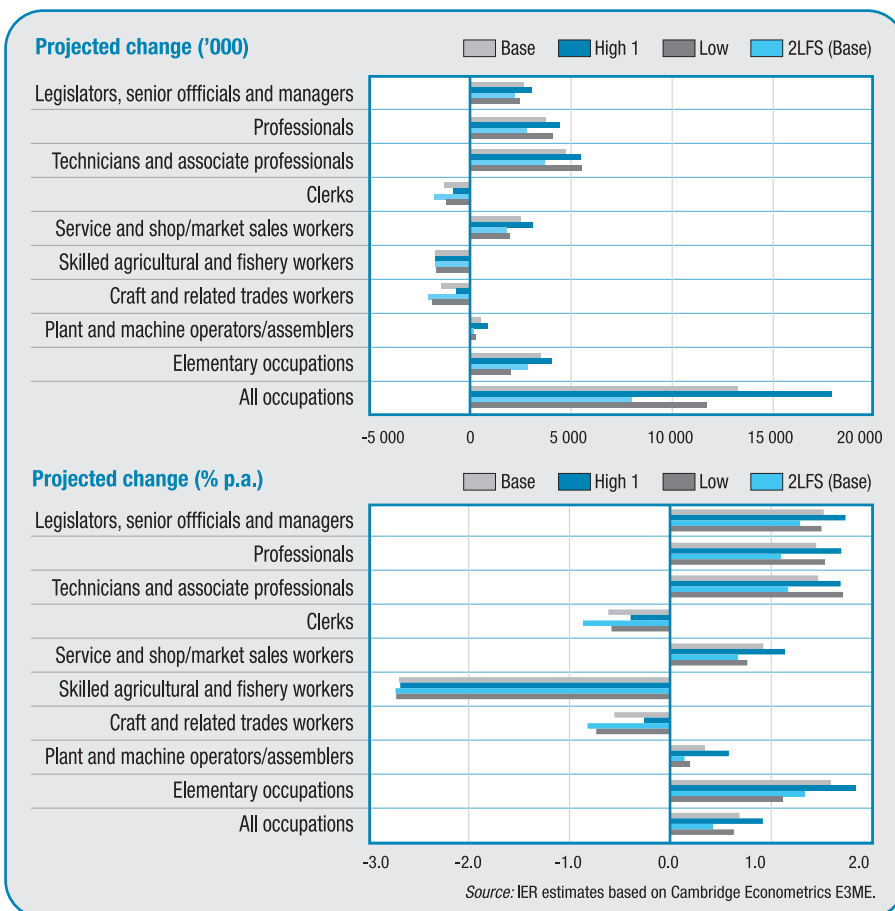 Projected change ('000)
Base High 1 Low 2LFS (Base)
Legislators, senior offficials and managers
Professionals
Technicians and associate professionals
Clerks
Service and shop/market sales workers
Skilled agricultural and fishery workers
Craft and related trades workers
Plant and machine operators/assemblers
Elementary occupations
All occupations
-5 000 0 5 000 10 000 15 000 20 000
Projected change (% p.a.)
Base High 1 Low 2LFS (Base)
Legislators, senior offficials and managers
Professionals
Technicians and associate professionals
Clerks
Service and shop/market sales workers
Skilled agricultural and fishery workers
Craft and related trades workers
Plant and machine operators/assemblers
Elementary occupations
All occupations
-3.0 -2.0 -1.0 0.0 1.0 2.0
Source: IER estimates based on Cambridge Econometrics E3ME.